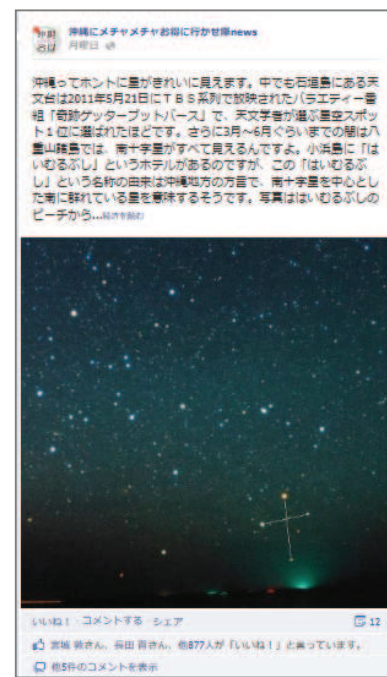 沖縄にメチャメチャお得に行かせ隊news
月曜日
沖縄ってホントに星がきれいに見えます。中でも石垣島にある天
文台は2011年5月21日にTBS系列で放映されたバラエティー番
組「奇跡ゲッターブットバース」で、天文学者が選ぶ星空スポッ
ト1位に選ばれたほどです。さらに3月～6月ぐらいまでの間は八
重山諸島では、南十字星がすべて見えるんですよ。小浜島に「は
いむるぶし」というホテルがあるのですが、この「はいむるぶ
し」という名称の由来は沖縄地方の方言で、南十字星を中心とし
た南に群れている星を意味するそうです。写真ははいむるぶしの
ビーチから...続きを読む
いいね！・コメントする・シェア
12
宮城 さん、長田 さん、他877人が「いいね！」と言っています。
他5件のコメントを表示